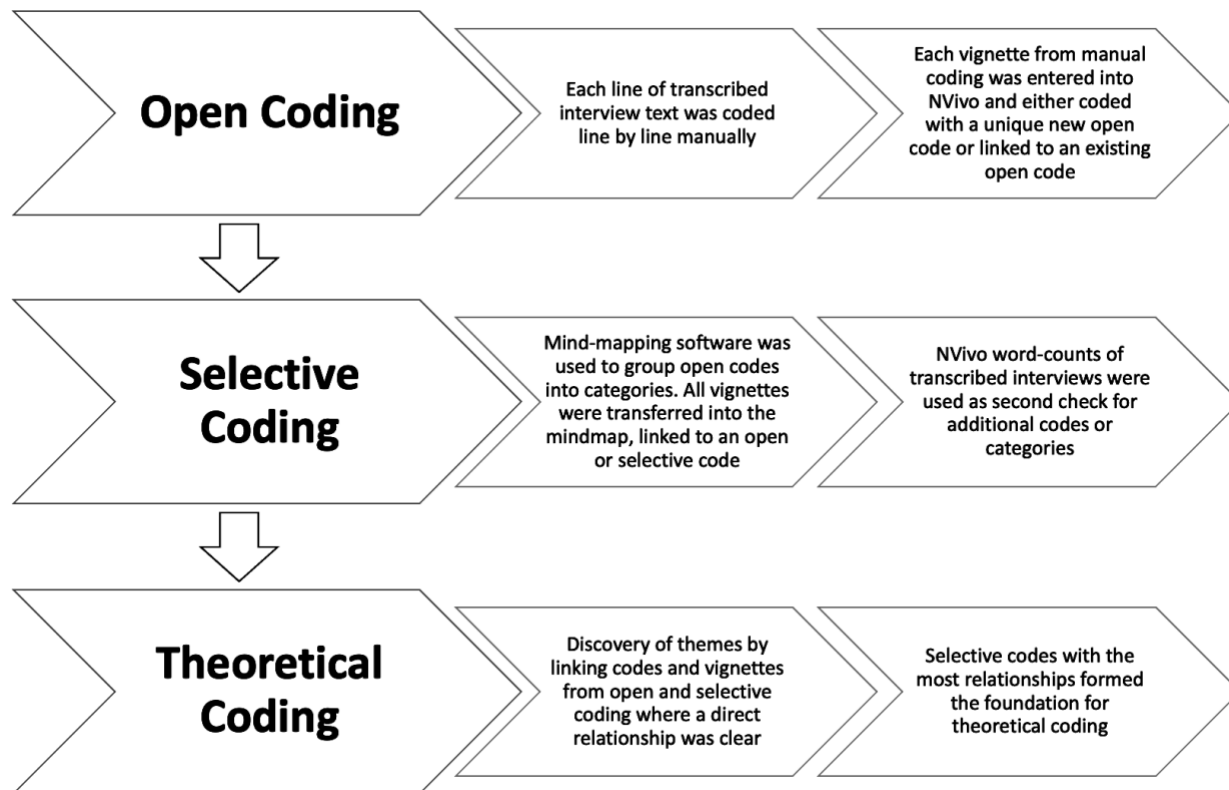 Open Coding
Each line of transcribed
interview text was coded
line by line manually
Each vignette from manual
coding was entered into
NVivo and either coded
with a unique new open
code or linked to an existing
open code
Selective
Coding
Mind-mapping software was
used to group open codes
into categories. All vignettes
were transferred into the
mindmap, linked to an open
or selective code
NVivo word-counts of
transcribed interviews were
used as second check for
additional codes or
categories
Theoretical
Coding
Discovery of themes by
linking codes and vignettes
from open and selective
coding where a direct
relationship was clear
Selective codes with the
most relationships formed
the foundation for
theoretical coding